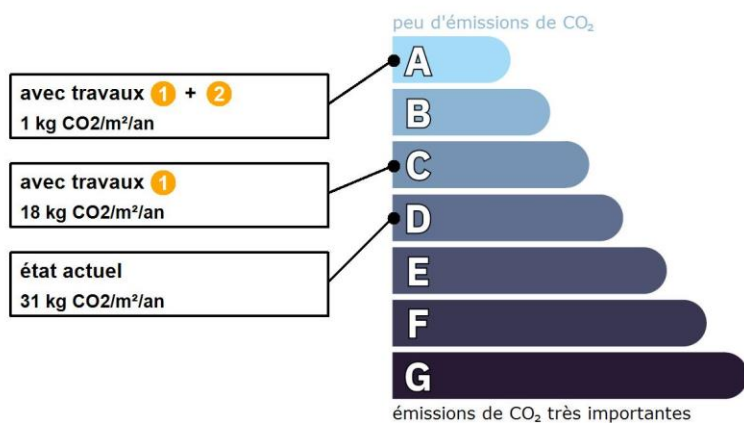 peu d'émissions de CO₂
A
avec travaux 1 + 2
1 kg CO2/m²/an
B
avec travaux 1
18 kg CO2/m²/an
C
D
état actuel
31 kg CO2/m²/an
E
F
G
émissions de CO₂ très importantes